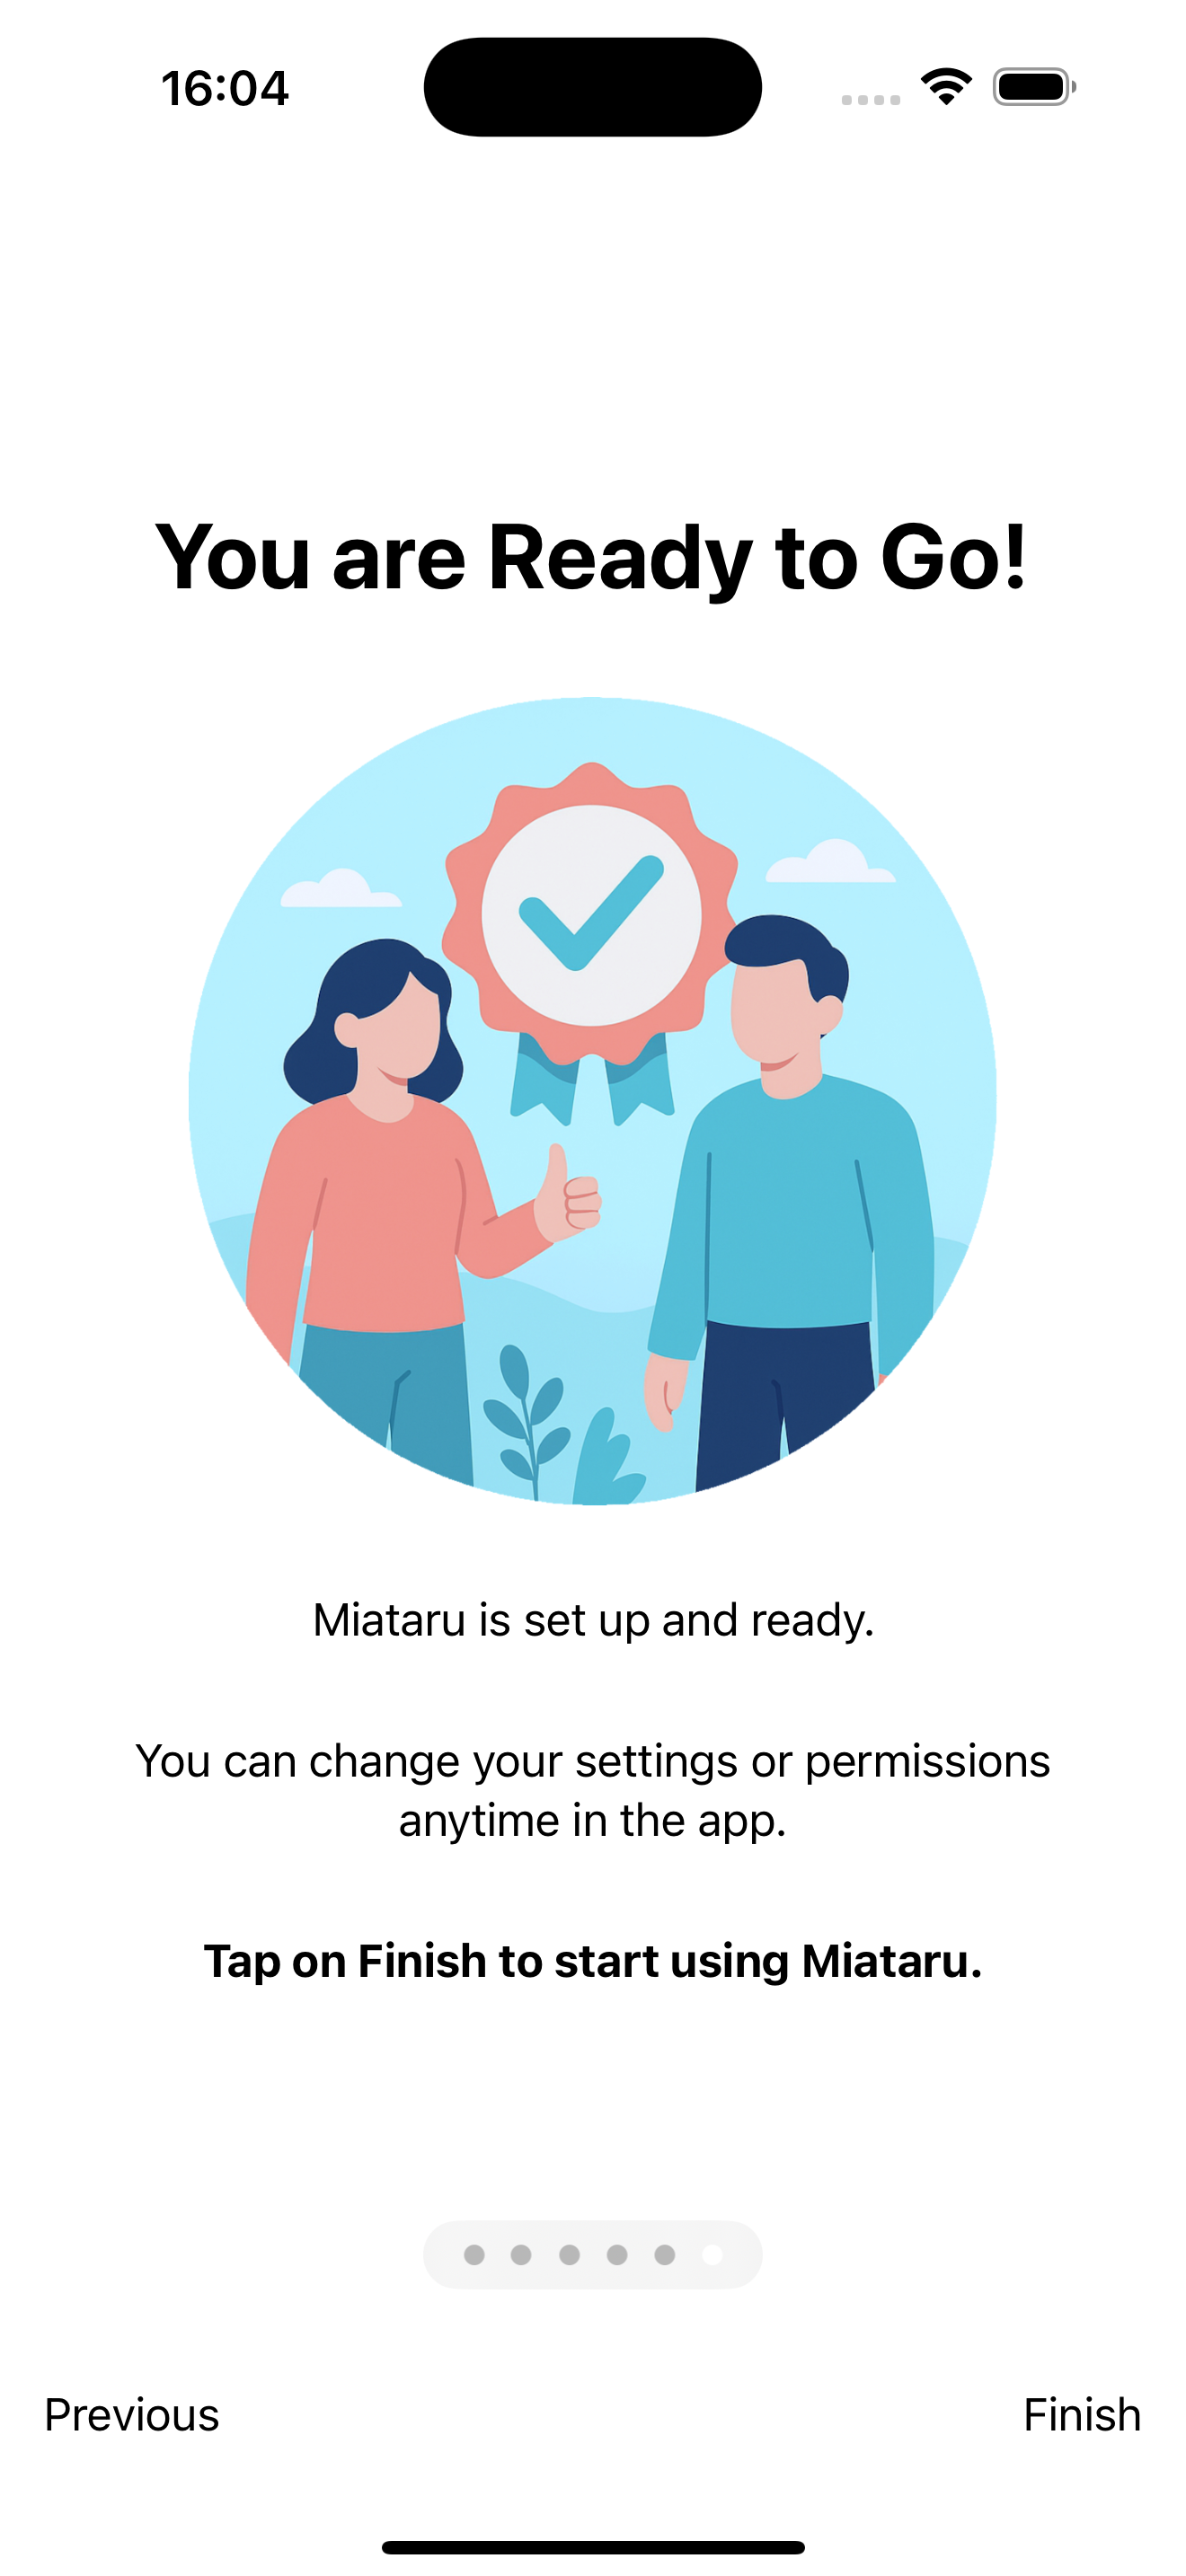 16:04
You are Ready to Go!
Miataru is set up and ready.
You can change your settings or permissions
anytime in the app.
Tap on Finish to start using Miataru.
Previous
Finish